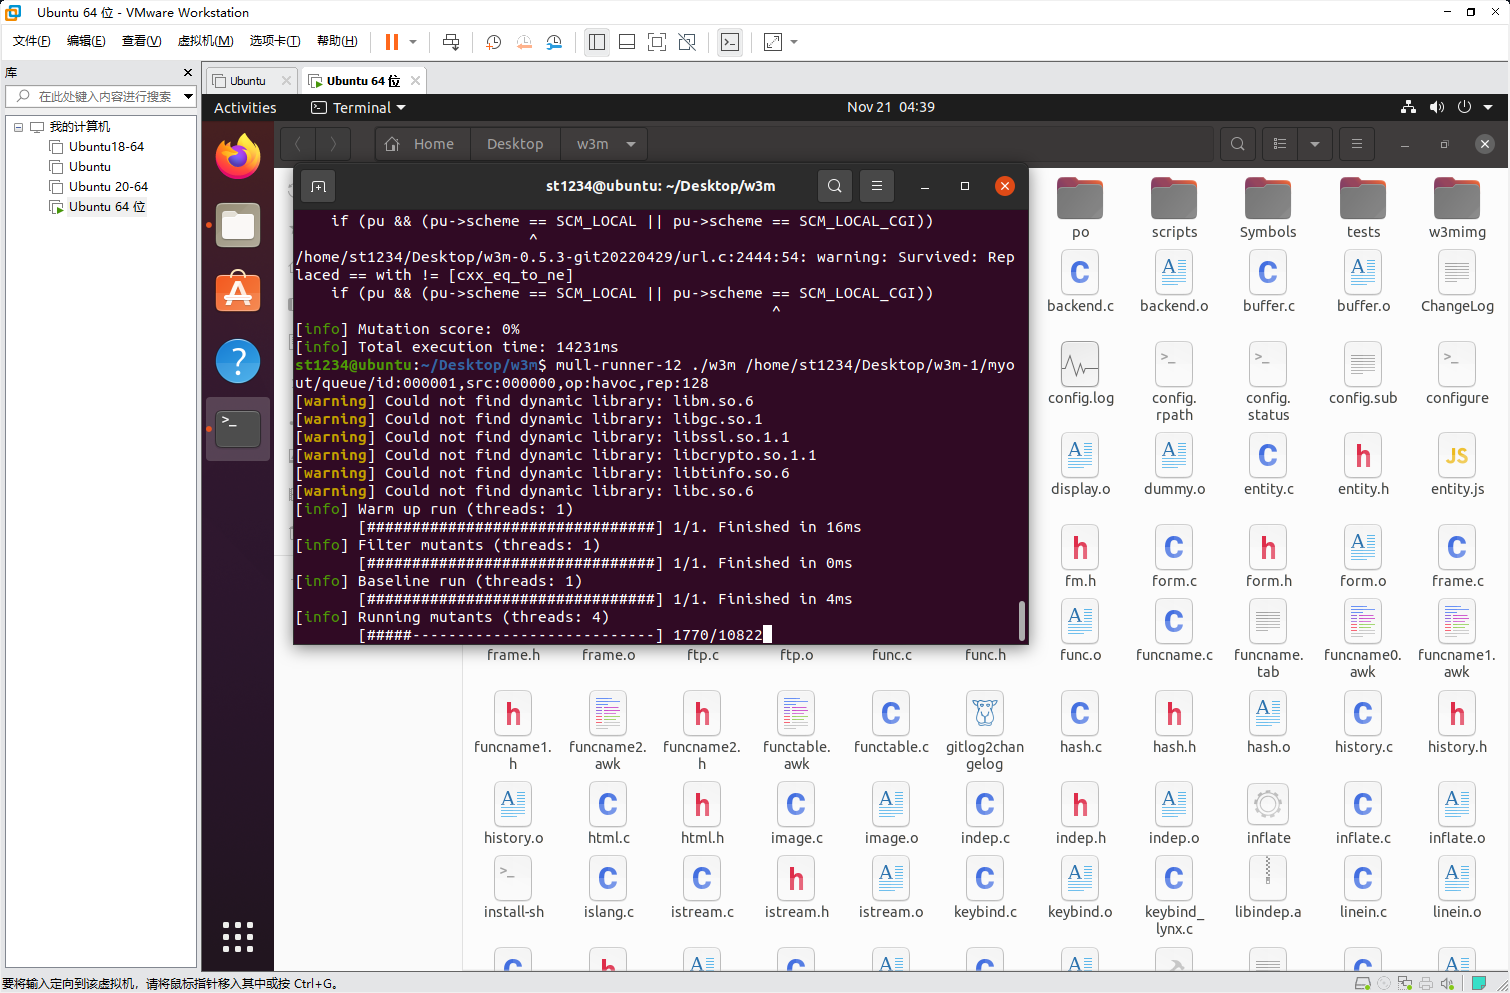 Ubuntu 64 位 - VMware Workstation
文件(F) 编辑(E) 查看(V) 虚拟机(M) 选项卡(T) 帮助(H)
库
在此处键入内容进行搜索
我的计算机
Ubuntu18-64
Ubuntu
Ubuntu 20-64
Ubuntu 64 位
Ubuntu
Ubuntu 64 位
Activities
Terminal
Nov 21 04:39
Home
Desktop
w3m
st1234@ubuntu: ~/Desktop/w3m
if (pu && (pu->scheme == SCM_LOCAL || pu->scheme == SCM_LOCAL_CGI))
^
/home/st1234/Desktop/w3m-0.5.3-git20220429/url.c:2444:54: warning: Survived: Rep
laced == with != [cxx_eq_to_ne]
if (pu && (pu->scheme == SCM_LOCAL || pu->scheme == SCM_LOCAL_CGI))
^
[info] Mutation score: 0%
[info] Total execution time: 14231ms
st1234@ubuntu:~/Desktop/w3m$ mull-runner-12 ./w3m /home/st1234/Desktop/w3m-1/myo
ut/queue/id:000001,src:000000,op:havoc,rep:128
[warning] Could not find dynamic library: libm.so.6
[warning] Could not find dynamic library: libgc.so.1
[warning] Could not find dynamic library: libssl.so.1.1
[warning] Could not find dynamic library: libcrypto.so.1.1
[warning] Could not find dynamic library: libtinfo.so.6
[warning] Could not find dynamic library: libc.so.6
[info] Warm up run (threads: 1)
[################################] 1/1. Finished in 16ms
[info] Filter mutants (threads: 1)
[################################] 1/1. Finished in 0ms
[info] Baseline run (threads: 1)
[################################] 1/1. Finished in 4ms
[info] Running mutants (threads: 4)
[#####---------------------------] 1770/10822
po scripts Symbols tests w3mimg
backend.c backend.o buffer.c buffer.o ChangeLog
config.log config.rpath config.status config.sub configure
display.o dummy.o entity.c entity.h entity.js
fm.h form.c form.h form.o frame.c
frame.h frame.o ftp.c ftp.o func.c func.h func.o funcname.c funcname.tab funcname0.awk funcname1.awk
funcname1.h funcname2.awk funcname2.h functable.awk functable.c gitlog2changelog hash.c hash.h hash.o history.c history.h
history.o html.c html.h image.c image.o indep.c indep.h indep.o inflate inflate.c inflate.o
install-sh islang.c istream.c istream.h istream.o keybind.c keybind.o keybind_lynx.c libindep.a linein.c linein.o
要将输入定向到该虚拟机，请将鼠标指针移入其中或按 Ctrl+G。